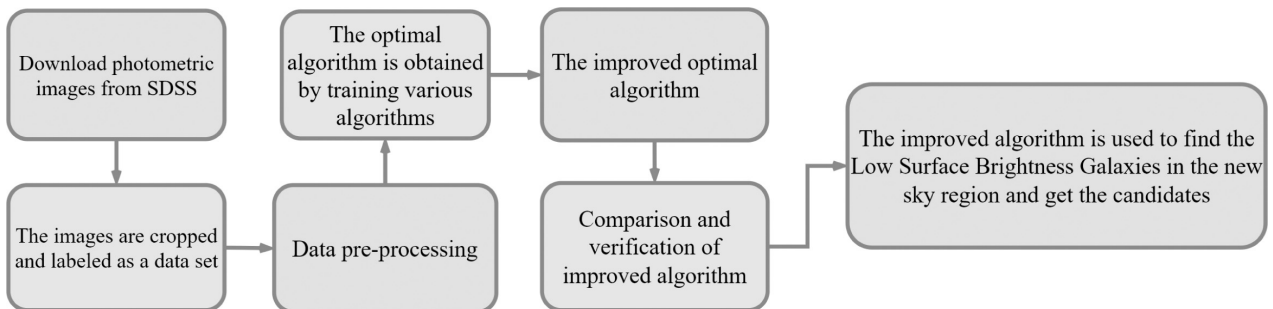 Download photometric
images from SDSS
The images are cropped
and labeled as a data set
Data pre-processing
The optimal
algorithm is obtained
by training various
algorithms
The improved optimal
algorithm
Comparison and
verification of
improved algorithm
The improved algorithm is used to find the
Low Surface Brightness Galaxies in the new
sky region and get the candidates